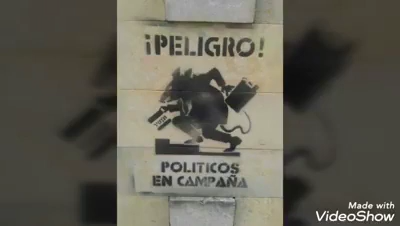 ¡PELIGRO!
POLITICOS
EN CAMPAÑA
Made with
VideoShow